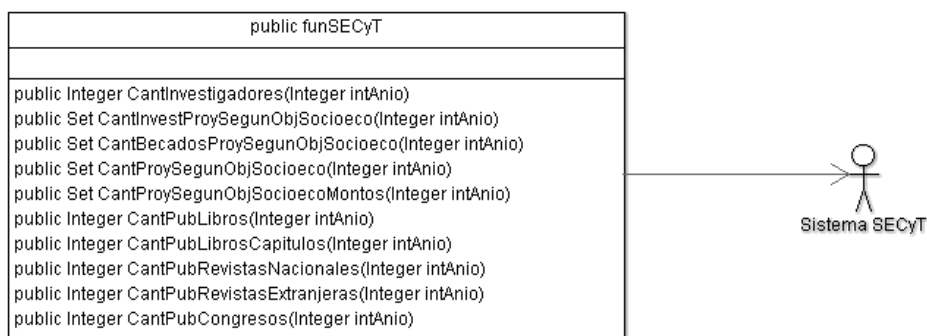 public funSECyT
public Integer CantInvestigadores(Integer intAnio)
public Set CantInvestProySegunObjSocioeco(Integer intAnio)
public Set CantBecadosProySegunObjSocioeco(Integer intAnio)
public Set CantProySegunObjSocioeco(Integer intAnio)
public Set CantProySegunObjSocioecoMontos(Integer intAnio)
public Integer CantPubLibros(Integer intAnio)
public Integer CantPubLibrosCapitulos(Integer intAnio)
public Integer CantPubRevistasNacionales(Integer intAnio)
public Integer CantPubRevistasExtranjeras(Integer intAnio)
public Integer CantPubCongresos(Integer intAnio)
Sistema SECyT